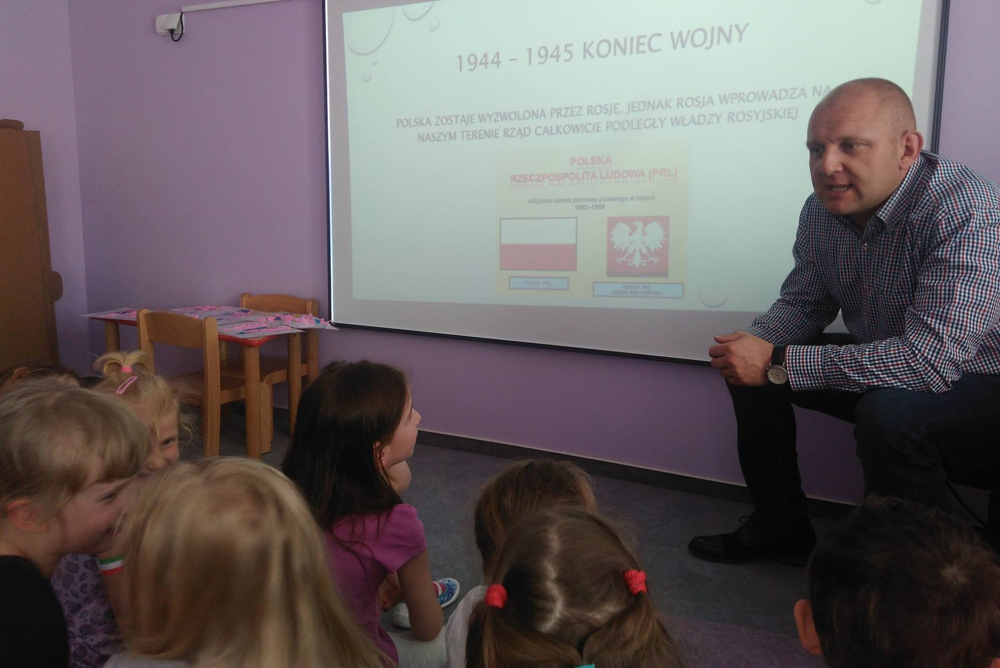 1944 – 1945 KONIEC WOJNY
POLSKA ZOSTAJE WYZWOLONA PRZEZ ROSJĘ, JEDNAK ROSJA WPROWADZA NA
NASZYM TERENIE RZĄD CAŁKOWICIE PODLEGŁY WŁADZY ROSYJSKIEJ
POLSKA
RZECZPOSPOLITA LUDOWA (PRL)
oficjalna nazwa państwa polskiego w latach
1952–1989
FLAGA PRL
GODŁO PRL
(ORZEŁ BEZ KORONY)